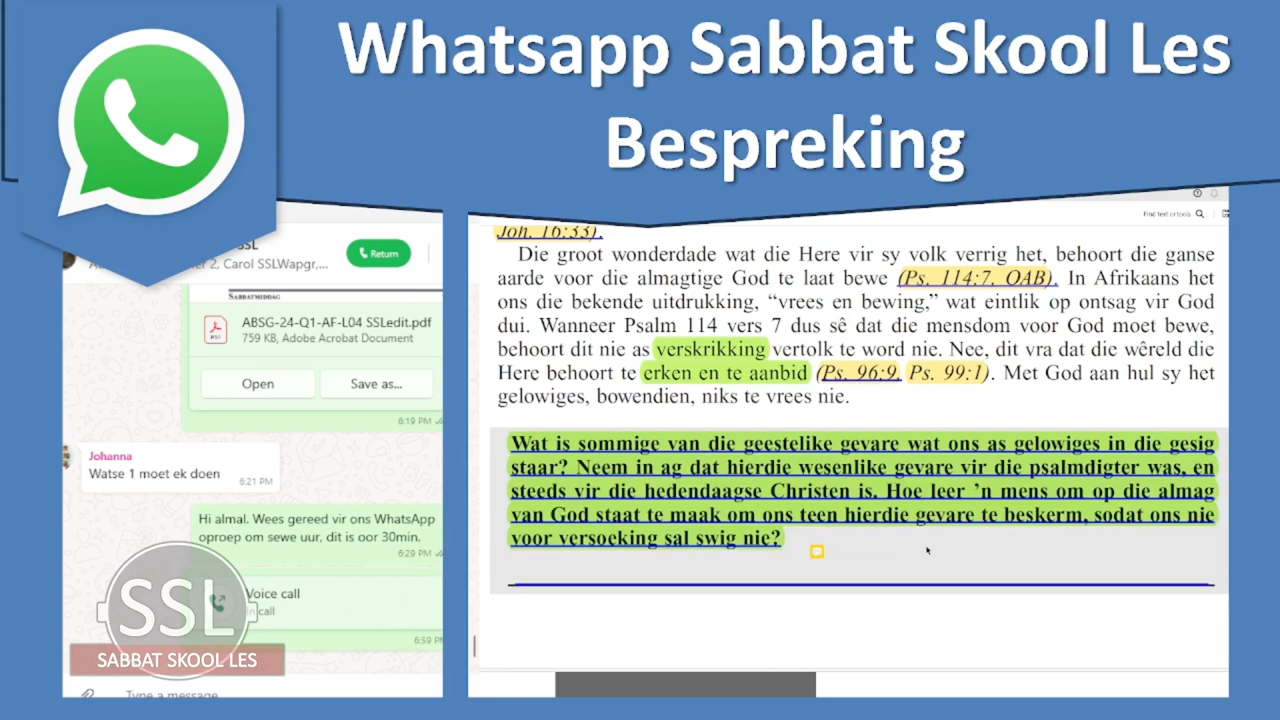 Whatsapp Sabbat Skool Les
Bespreking
SSL
2, Carol SSLWapgr,...
Return
SABBATMIDDAG
ABSG-24-Q1-AF-L04 SSLedit.pdf
759 KB, Adobe Acrobat Document
Open
Save as...
6:19 PM
Johanna
Watse 1 moet ek doen
6:21 PM
Hi almal. Wees gereed vir ons WhatsApp
oproep om sewe uur, dit is oor 30min.
6:29 PM
Voice call
In call
6:59 PM
SSL
SABBAT SKOOL LES
Type a message
Find text or tools
Joh. 16:33).
Die groot wonderdade wat die Here vir sy volk verrig het, behoort die ganse
aarde voor die almagtige God te laat bewe (Ps. 114:7, OAB). In Afrikaans het
ons die bekende uitdrukking, “vrees en bewing,” wat eintlik op ontsag vir God
dui. Wanneer Psalm 114 vers 7 dus sê dat die mensdom voor God moet bewe,
behoort dit nie as verskrikking vertolk te word nie. Nee, dit vra dat die wêreld die
Here behoort te erken en te aanbid (Ps. 96:9, Ps. 99:1). Met God aan hul sy het
gelowiges, bowendien, niks te vrees nie.
Wat is sommige van die geestelike gevare wat ons as gelowiges in die gesig
staar? Neem in ag dat hierdie wesenlike gevare vir die psalmdigter was, en
steeds vir die hedendaagse Christen is. Hoe leer ’n mens om op die almag
van God staat te maak om ons teen hierdie gevare te beskerm, sodat ons nie
voor versoeking sal swig nie?